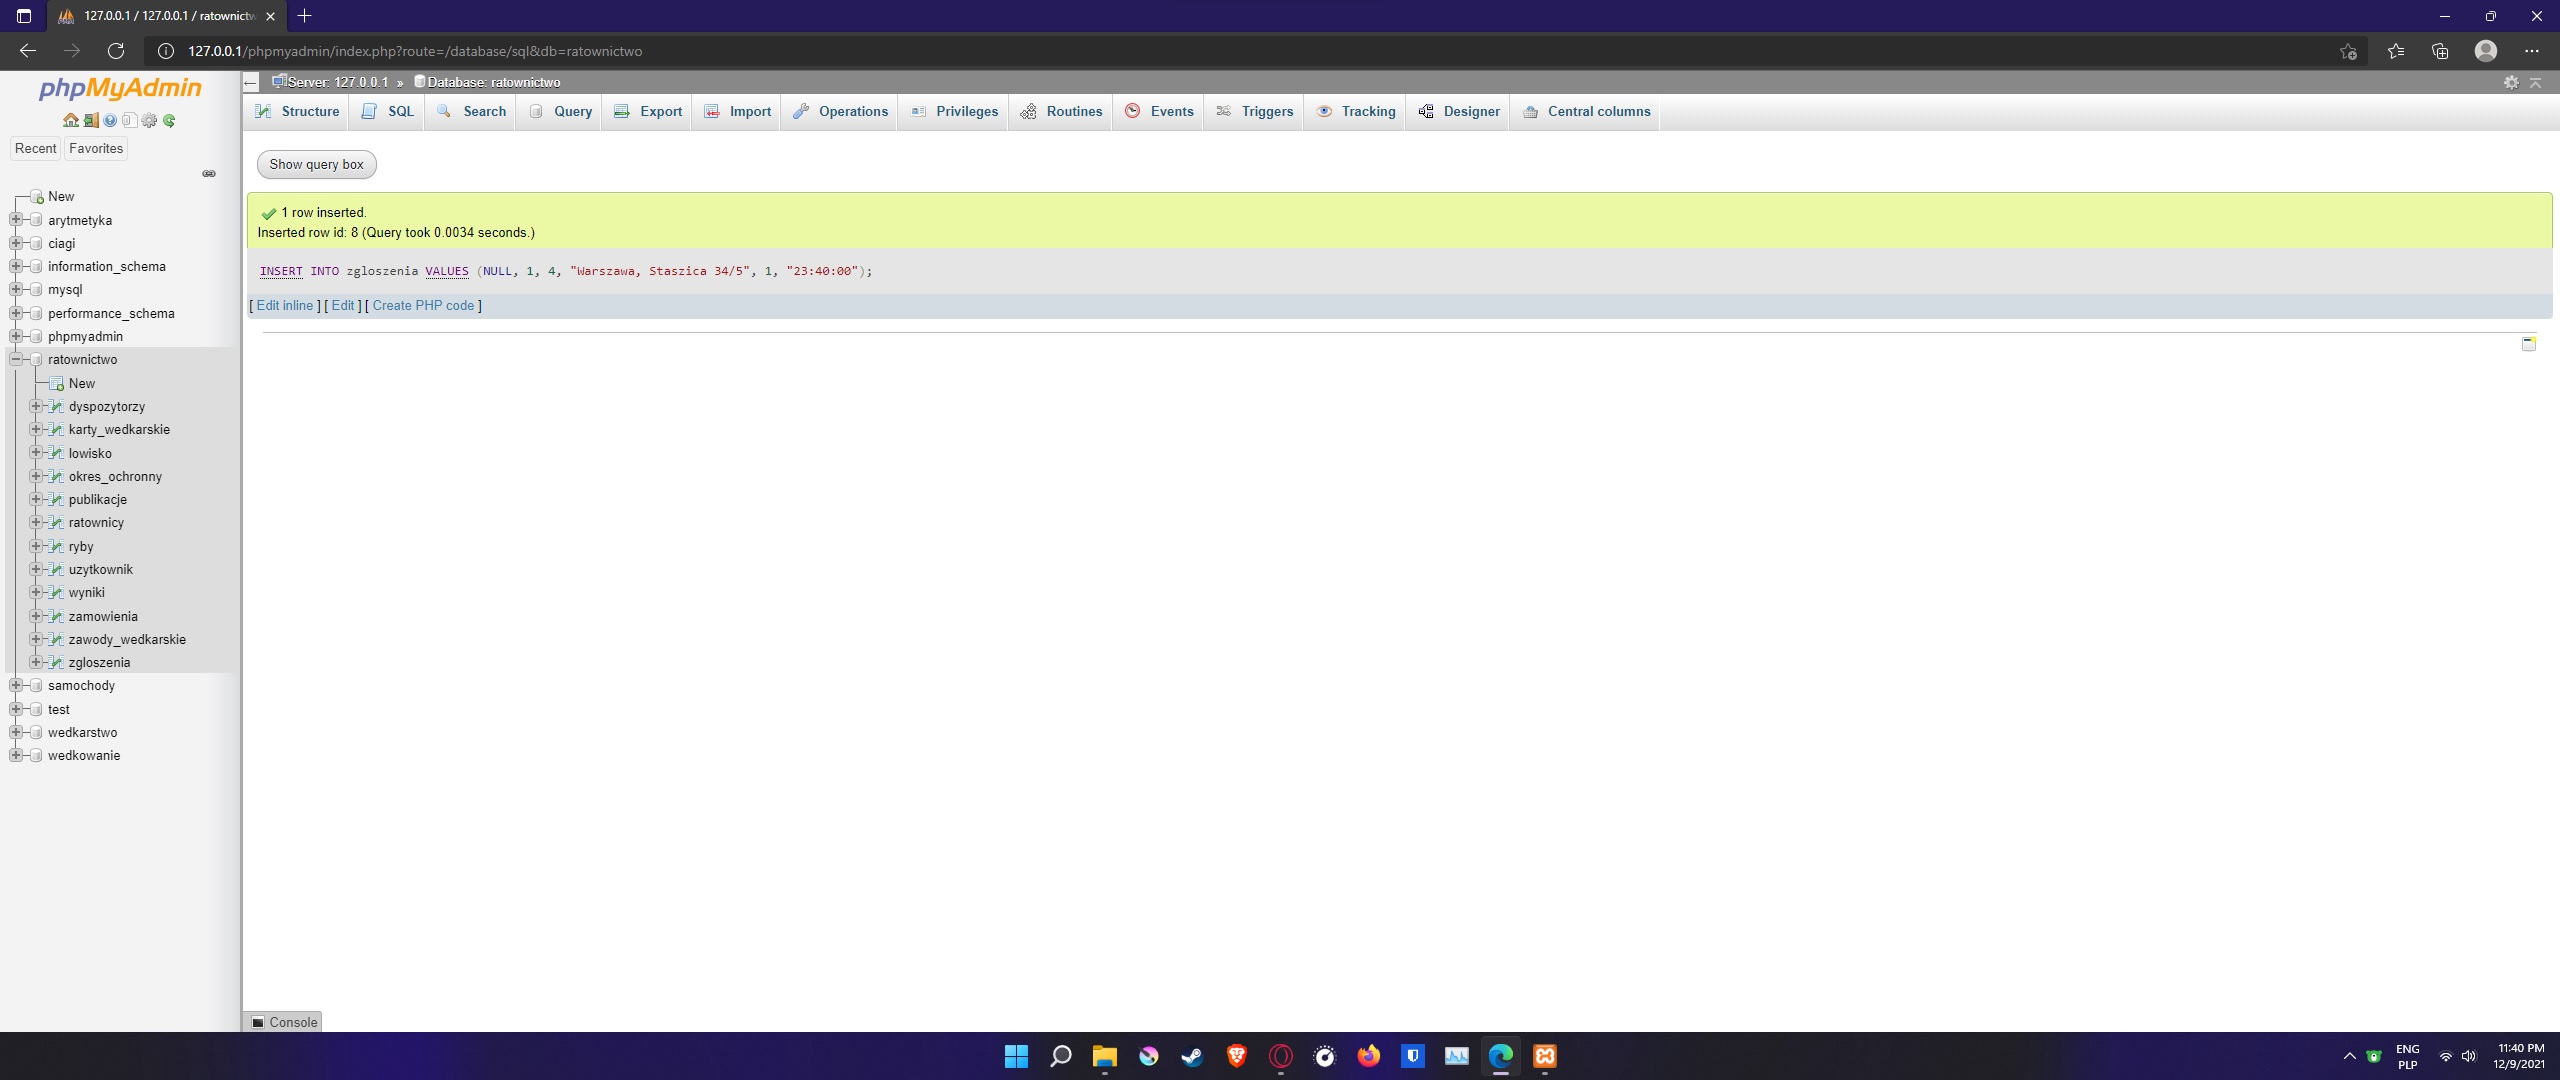 127.0.0.1 / 127.0.0.1 / ratownictw
127.0.0.1/phpmyadmin/index.php?route=/database/sql&db=ratownictwo
phpMyAdmin
Recent
Favorites
New
arytmetyka
ciagi
information_schema
mysql
performance_schema
phpmyadmin
ratownictwo
New
dyspozytorzy
karty_wedkarskie
lowisko
okres_ochronny
publikacje
ratownicy
ryby
uzytkownik
wyniki
zamowienia
zawody_wedkarskie
zgloszenia
samochody
test
wedkarstwo
wedkowanie
Server: 127.0.0.1 » Database: ratownictwo
Structure SQL Search Query Export Import Operations Privileges Routines Events Triggers Tracking Designer Central columns
Show query box
1 row inserted.
Inserted row id: 8 (Query took 0.0034 seconds.)
INSERT INTO zgloszenia VALUES (NULL, 1, 4, "Warszawa, Staszica 34/5", 1, "23:40:00");
[ Edit inline ] [ Edit ] [ Create PHP code ]
Console
ENG
PLP
11:40 PM
12/9/2021